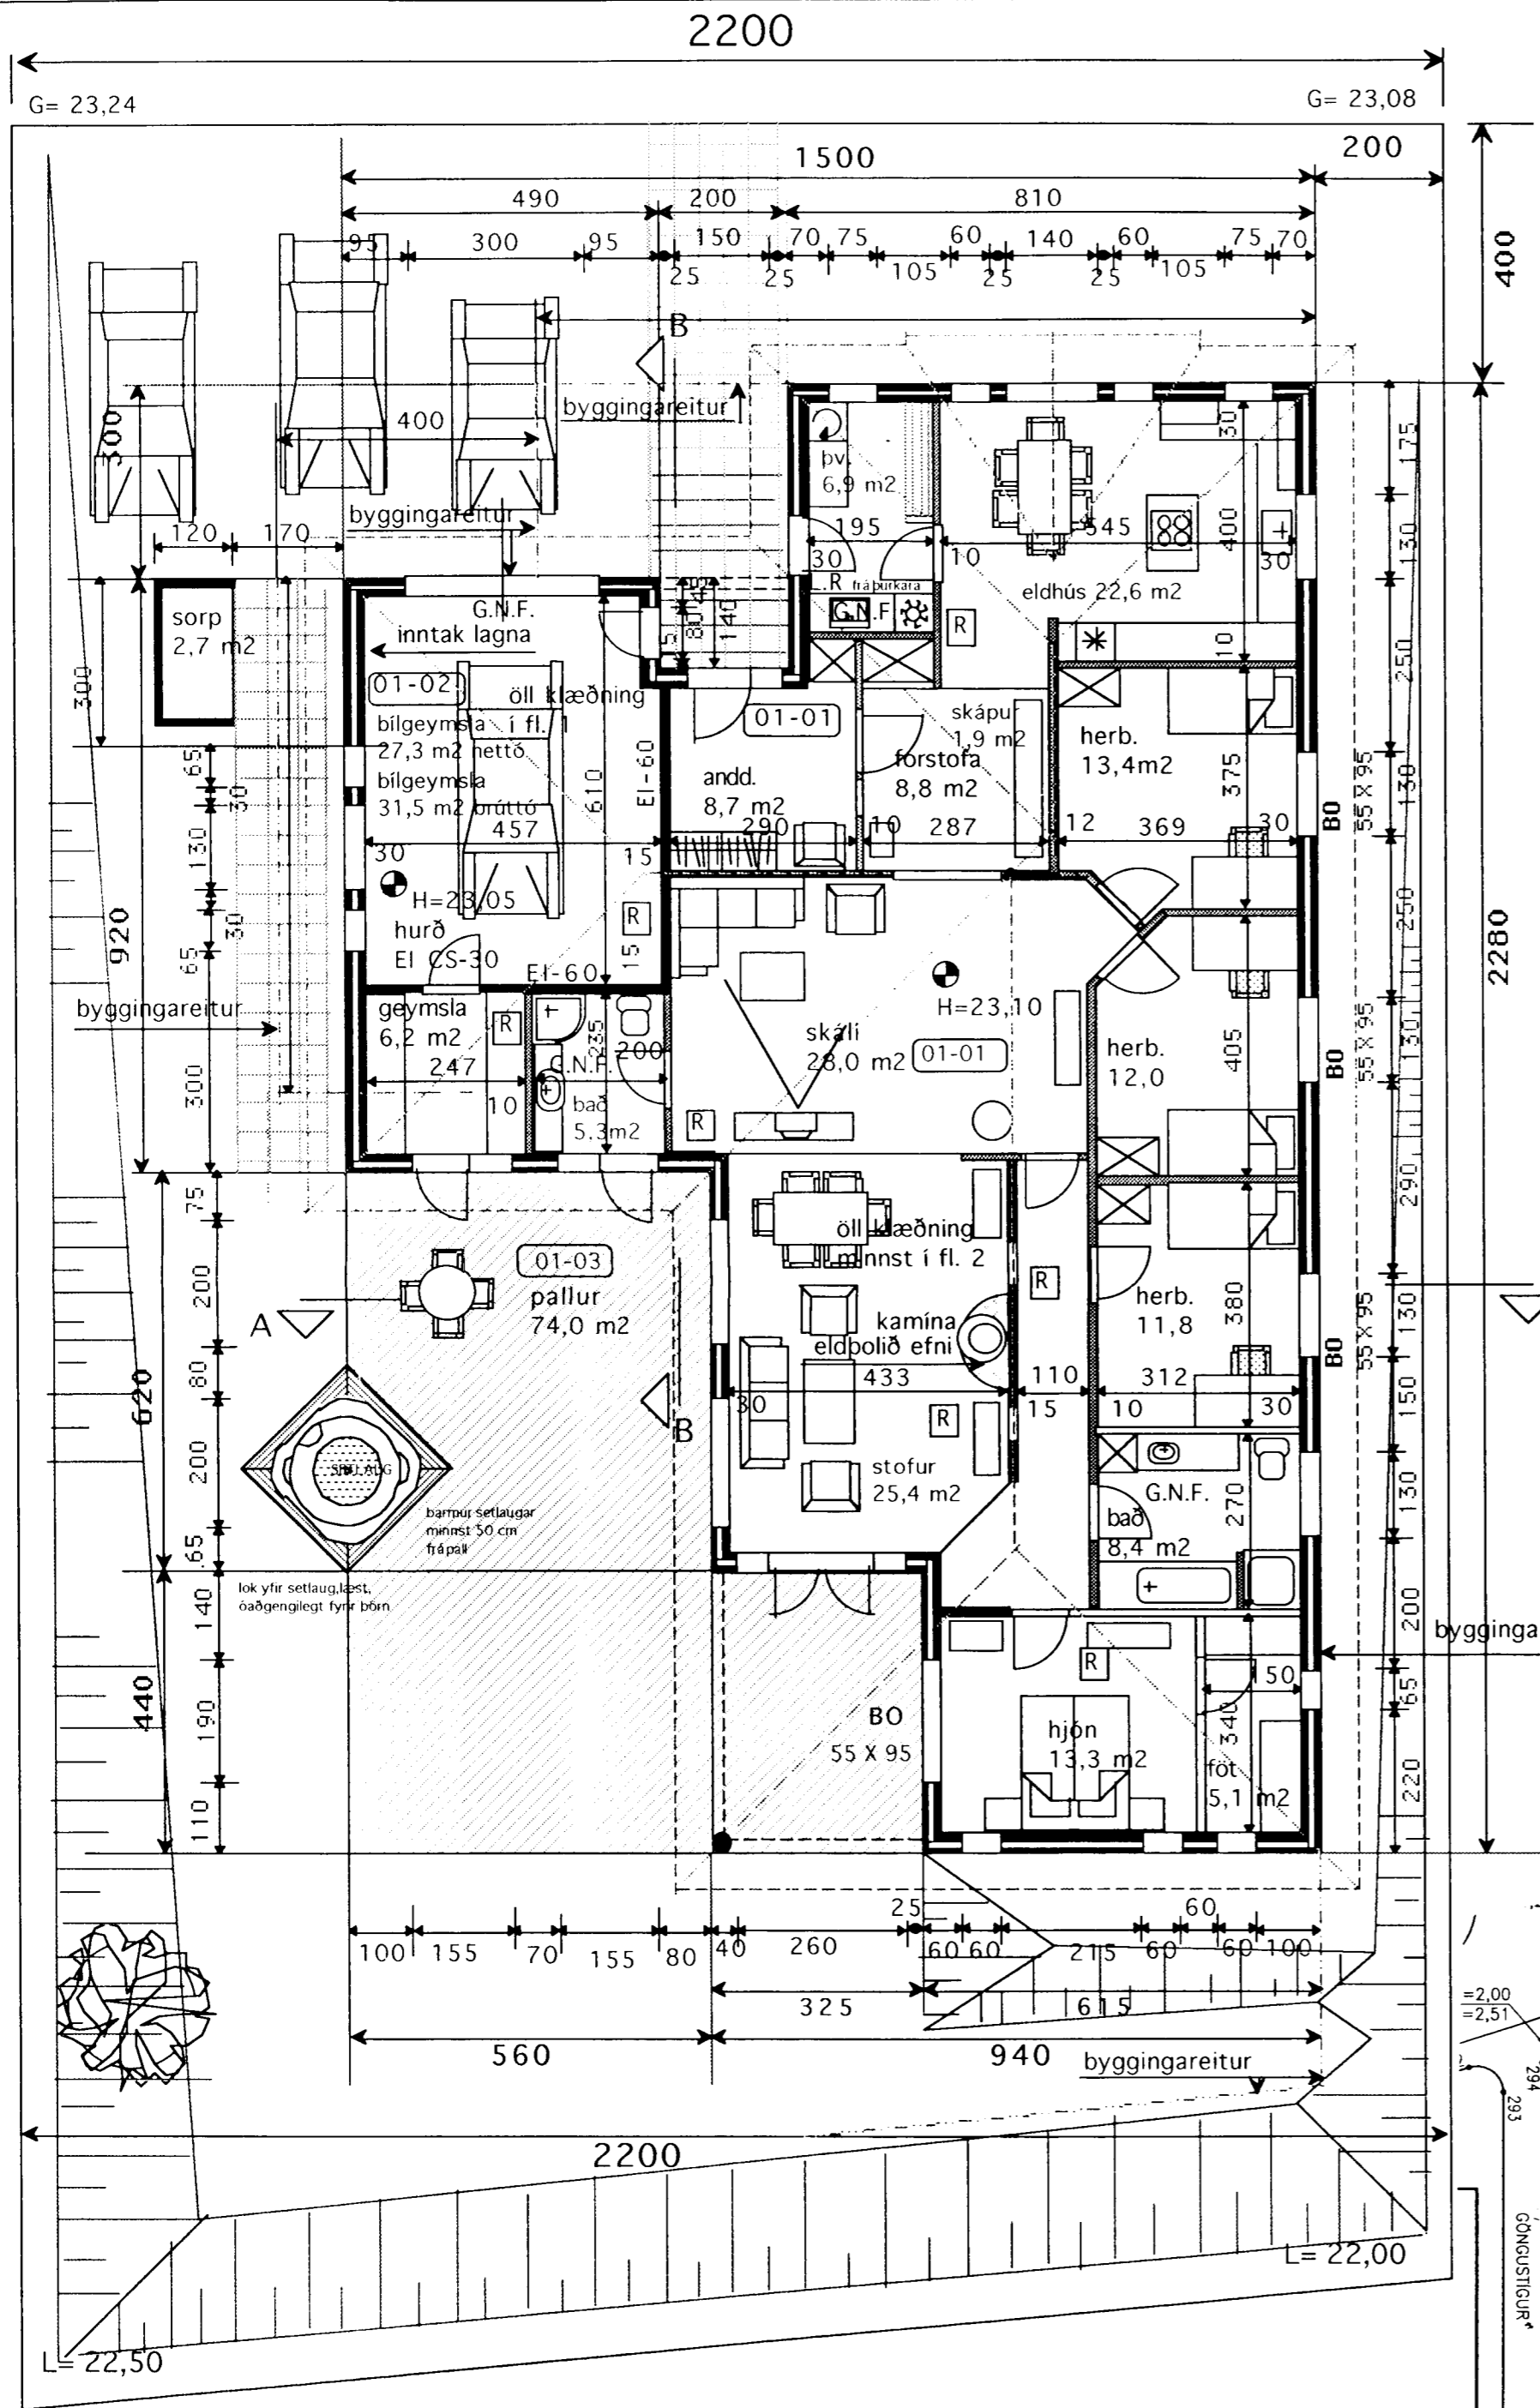 2200
G= 23,24
G= 23,08
1500
200
490
200
810
400
95
300
95
150
70
75
60
140
60
75
70
25
25
105
25
25
105
B
byggingareitur
300
400
30
175
þv.
6,9 m2
byggingareitur
120
170
195
545
400
130
30
10
30
R
frá þurkara
eldhús 22,6 m2
sorp
2,7 m2
G.N.F.
inntak lagna
80
45
140
G.N.F
R
10
250
300
01-02
öll klæðning
í fl. 1
15
01-01
skápur
1,9 m2
bílgeymsla
27,3 m2 nettó
bílgeymsla
31,5 m2 brúttó
610
EI-60
andd.
8,7 m2
forstofa
8,8 m2
herb.
13,4m2
375
65
30
130
BO
55 X 95
457
290
10
287
12
369
30
130
30
15
H=23,05
R
920
30
250
2280
hurð
EI CS-30
EI-60
15
65
H=23,10
byggingareitur
geymsla
6,2 m2
R
235
200
skáli
28,0 m2
01-01
herb.
12,0
405
BO
55 X 95
130
247
G.N.F.
300
10
bað
5.3m2
R
290
75
öll klæðning
minnst í fl. 2
01-03
pallur
74,0 m2
R
herb.
11,8
380
200
A
kamína
eldþolið efni
BO
55 X 95
130
620
80
433
110
312
150
30
15
10
30
B
R
200
SETLAUG
stofur
25,4 m2
G.N.F.
270
130
barmur setlaugar
minnst 50 cm
frá pall
bað
8,4 m2
65
lok yfir setlaug,læst,
óaðgengilegt fyrir börn
140
200
bygginga
R
50
440
190
BO
55 X 95
hjón
13,3 m2
340
föt
5,1 m2
65
220
110
25
60
100
155
70
155
80
40
260
60
60
215
60
60
100
325
615
=2,00
=2,51
560
940
byggingareitur
294
293
2200
GÖNGUSTIGUR
L= 22,00
L= 22,50